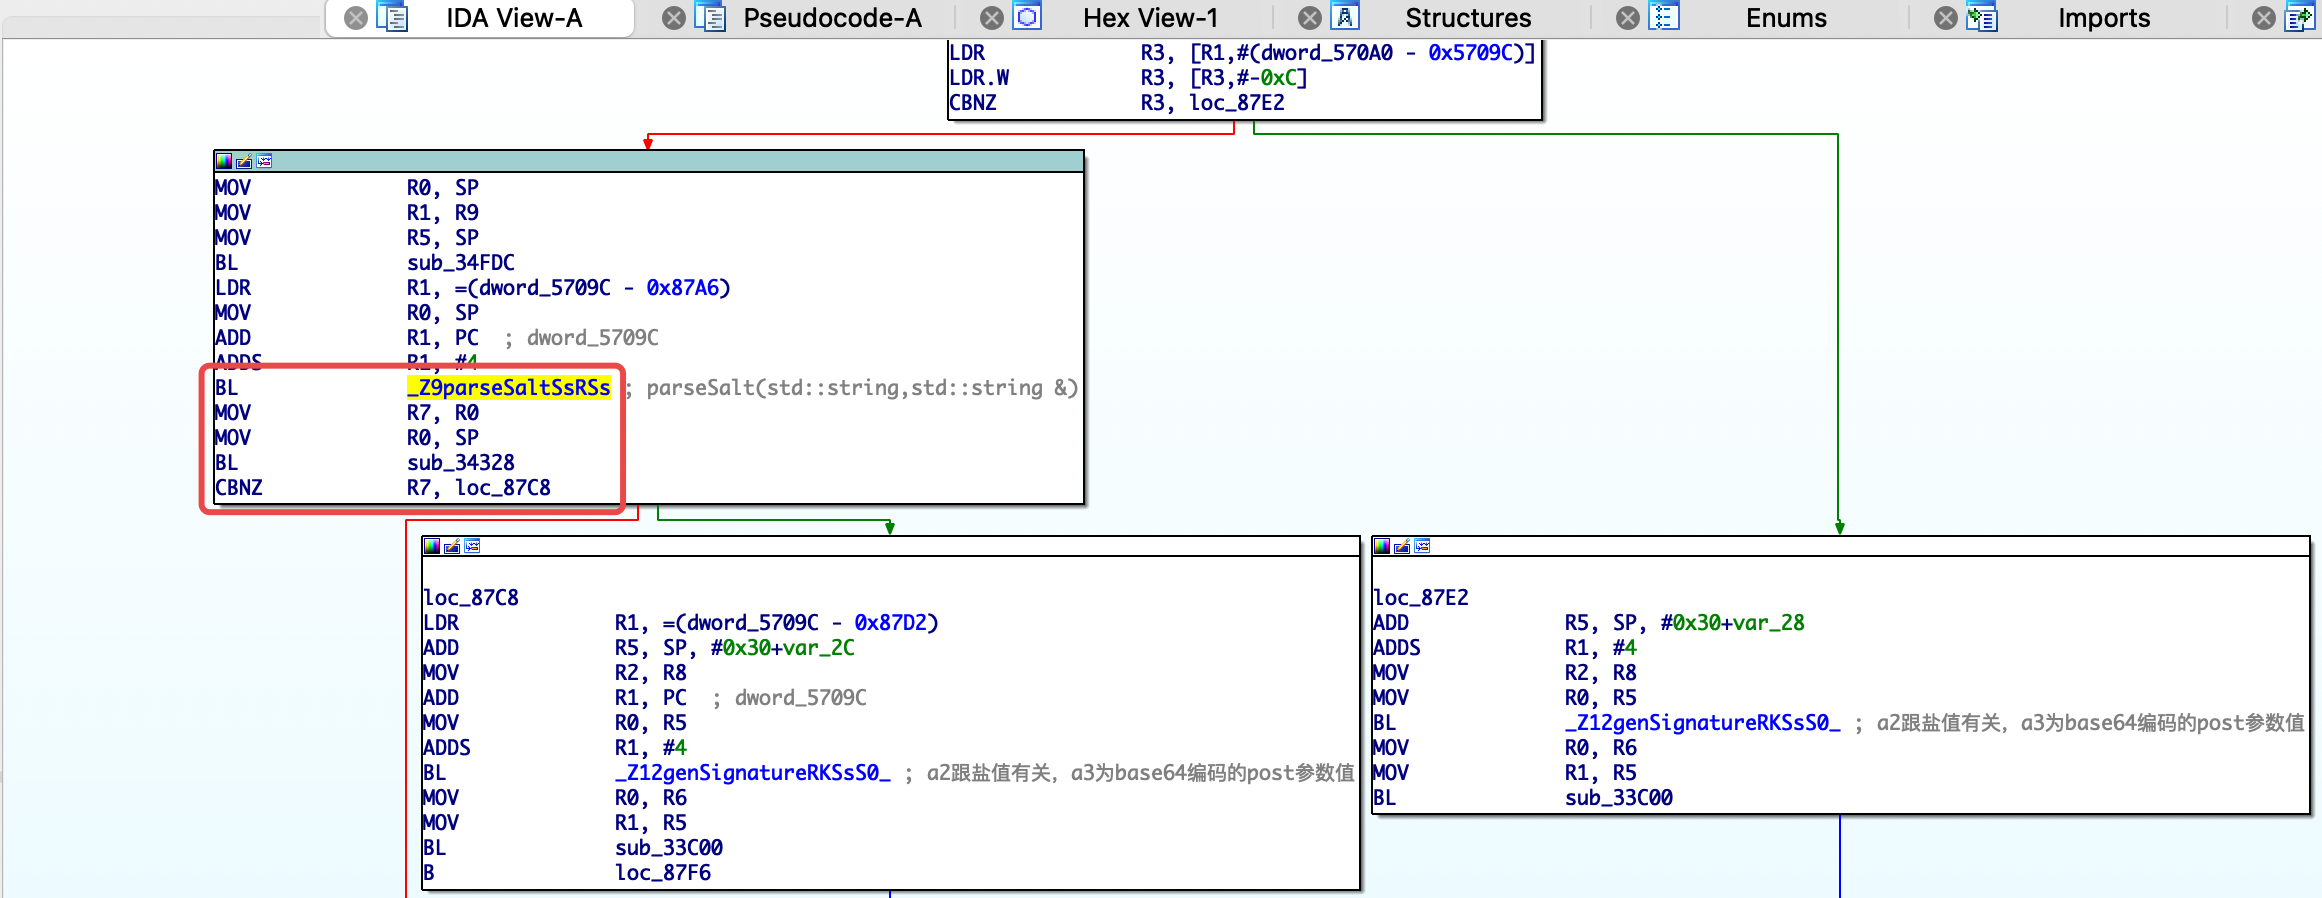 IDA View-A Pseudocode-A Hex View-1 Structures Enums Imports
LDR R3, [R1,#(dword_570A0 - 0x5709C)]
LDR.W R3, [R3,#-0xC]
CBNZ R3, loc_87E2
MOV R0, SP
MOV R1, R9
MOV R5, SP
BL sub_34FDC
LDR R1, =(dword_5709C - 0x87A6)
MOV R0, SP
ADD R1, PC ; dword_5709C
ADDS R1, #4
BL _Z9parseSaltSsRSs ; parseSalt(std::string,std::string &)
MOV R7, R0
MOV R0, SP
BL sub_34328
CBNZ R7, loc_87C8
loc_87C8
LDR R1, =(dword_5709C - 0x87D2)
ADD R5, SP, #0x30+var_2C
MOV R2, R8
ADD R1, PC ; dword_5709C
MOV R0, R5
ADDS R1, #4
BL _Z12genSignatureRKSsS0_ ; a2跟盐值有关，a3为base64编码的post参数值
MOV R0, R6
MOV R1, R5
BL sub_33C00
B loc_87F6
loc_87E2
ADD R5, SP, #0x30+var_28
ADDS R1, #4
MOV R2, R8
MOV R0, R5
BL _Z12genSignatureRKSsS0_ ; a2跟盐值有关，a3为base64编码的post参数值
MOV R0, R6
MOV R1, R5
BL sub_33C00